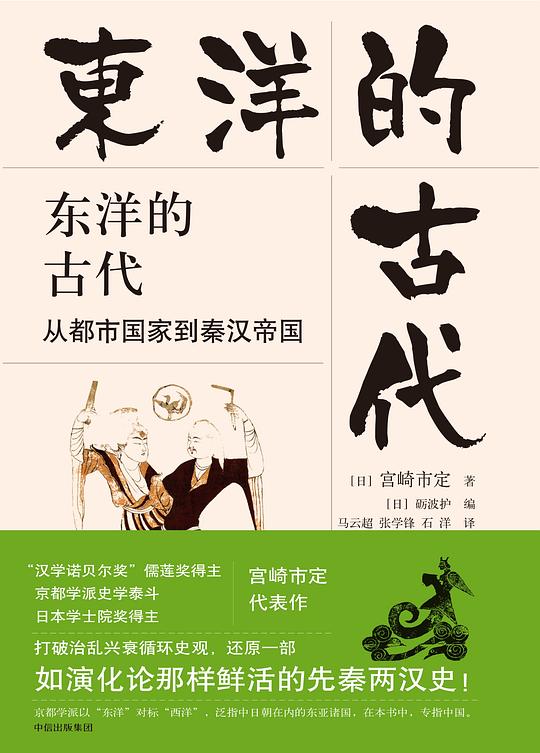 東洋的
古代
东洋的
古代
从都市国家到秦汉帝国
［日］宫崎市定 著
［日］砺波护 编
马云超 张学锋 石洋 译
“汉学诺贝尔奖”儒莲奖得主
京都学派史学泰斗
日本学士院奖得主
宫崎市定
代表作
打破治乱兴衰循环史观，还原一部
如演化论那样鲜活的先秦两汉史！
京都学派以“东洋”对标“西洋”，泛指中日朝在内的东亚诸国，在本书中，专指中国。
中信出版集团